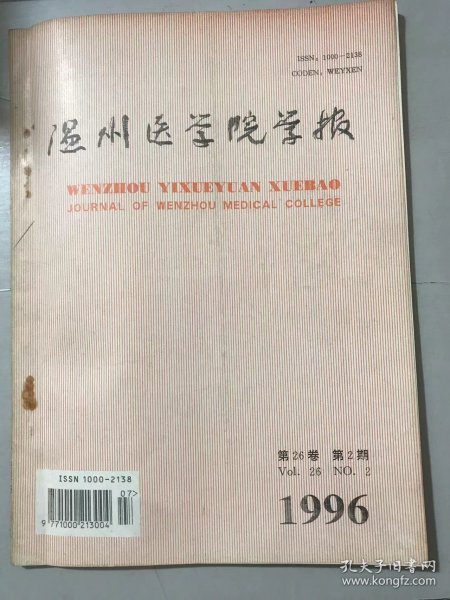 ISSN, 1000-2138
CODEN, WEYXEN
温州医学院学报
WENZHOU YIXUEYUAN XUEBAO
JOURNAL OF WENZHOU MEDICAL COLLEGE
第26卷 第2期
Vol. 26 NO. 2
1996
ISSN 1000-2138
07>
9 771000 213004
孔夫子旧书网
www.kongfz.com